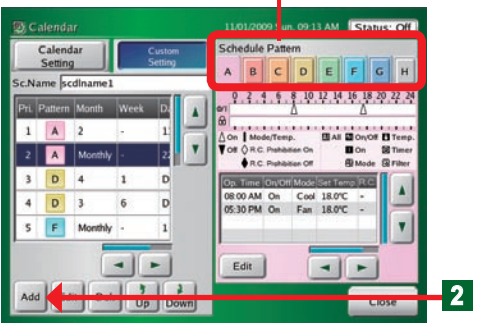 Calendar 11/01/2009 Sun. 09:13 AM Status: Off
Calendar Setting Custom Setting
Schedule Pattern
A B C D E F G H
Sc.Name scdlname1
Pri. Pattern Month Week Da
1 A 2 -
2 A Monthly -
3 D 4 1 D
4 D 3 6 D
5 F Monthly - 1
0 2 4 6 8 10 12 14 16 18 20 22 24
On Mode/Temp. All On/Off Temp.
Off R.C. Prohibition On On Timer
R.C. Prohibition Off Mode Filter
Op. Time On/Off Mode Set Temp. R.C.
08:00 AM On Cool 18.0°C -
05:30 PM On Fan 18.0°C -
Edit
Add Up Down
Close
2